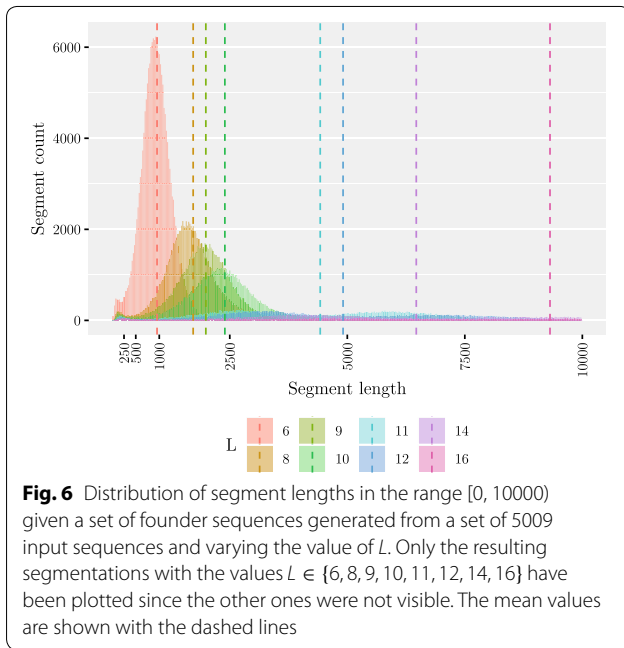 6000
4000
2000
0
Segment count
250
500
1000
2500
5000
7500
10000
Segment length
L
6
9
11
14
8
10
12
16
Fig. 6 Distribution of segment lengths in the range [0, 10000)
given a set of founder sequences generated from a set of 5009
input sequences and varying the value of L. Only the resulting
segmentations with the values L ∈ {6, 8, 9, 10, 11, 12, 14, 16} have
been plotted since the other ones were not visible. The mean values
are shown with the dashed lines